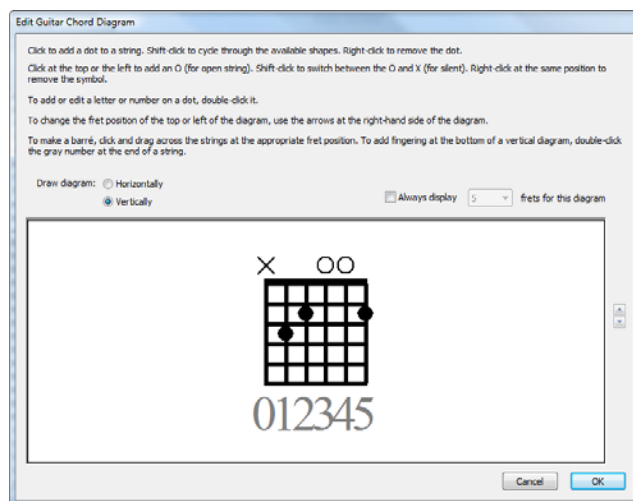 Edit Guitar Chord Diagram
Click to add a dot to a string. Shift-click to cycle through the available shapes. Right-click to remove the dot.
Click at the top or the left to add an O (for open string). Shift-click to switch between the O and X (for silent). Right-click at the same position to
remove the symbol.
To add or edit a letter or number on a dot, double-click it.
To change the fret position of the top or left of the diagram, use the arrows at the right-hand side of the diagram.
To make a barré, click and drag across the strings at the appropriate fret position. To add fingering at the bottom of a vertical diagram, double-click
the gray number at the end of a string.
Draw diagram: Horizontally
Vertically
Always display 5 frets for this diagram
X OO
012345
Cancel OK